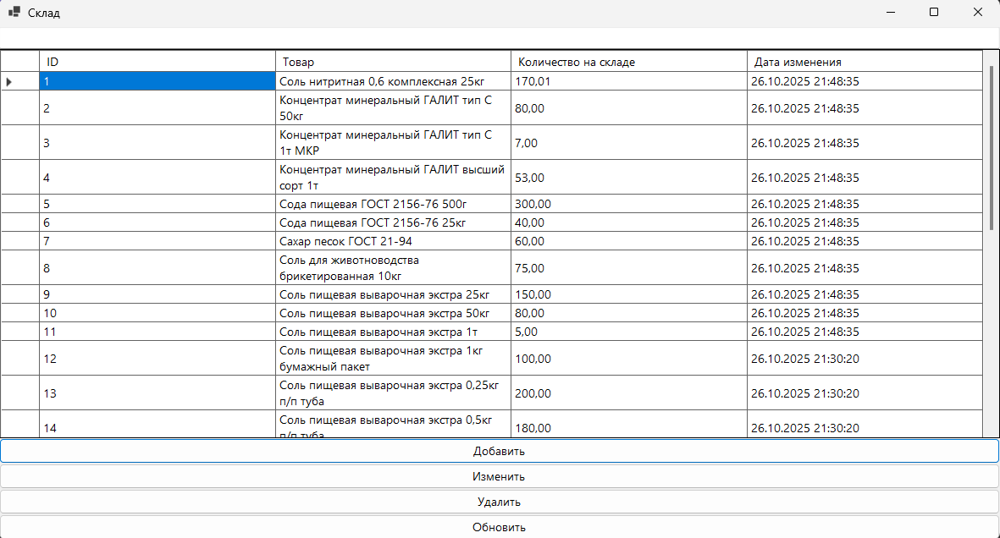 Склад
ID Товар Количество на складе Дата изменения
1 Соль нитритная 0,6 комплексная 25кг 170,01 26.10.2025 21:48:35
2 Концентрат минеральный ГАЛИТ тип С 80,00 26.10.2025 21:48:35
50кг
3 Концентрат минеральный ГАЛИТ тип С 7,00 26.10.2025 21:48:35
1т МКР
4 Концентрат минеральный ГАЛИТ высший 53,00 26.10.2025 21:48:35
сорт 1т
5 Сода пищевая ГОСТ 2156-76 500г 300,00 26.10.2025 21:48:35
6 Сода пищевая ГОСТ 2156-76 25кг 40,00 26.10.2025 21:48:35
7 Сахар песок ГОСТ 21-94 60,00 26.10.2025 21:48:35
8 Соль для животноводства 75,00 26.10.2025 21:48:35
брикетированная 10кг
9 Соль пищевая выварочная экстра 25кг 150,00 26.10.2025 21:48:35
10 Соль пищевая выварочная экстра 50кг 80,00 26.10.2025 21:48:35
11 Соль пищевая выварочная экстра 1т 5,00 26.10.2025 21:48:35
12 Соль пищевая выварочная экстра 1кг 100,00 26.10.2025 21:30:20
бумажный пакет
13 Соль пищевая выварочная экстра 0,25кг 200,00 26.10.2025 21:30:20
п/п туба
14 Соль пищевая выварочная экстра 0,5кг 180,00 26.10.2025 21:30:20
п/п туба
Добавить
Изменить
Удалить
Обновить